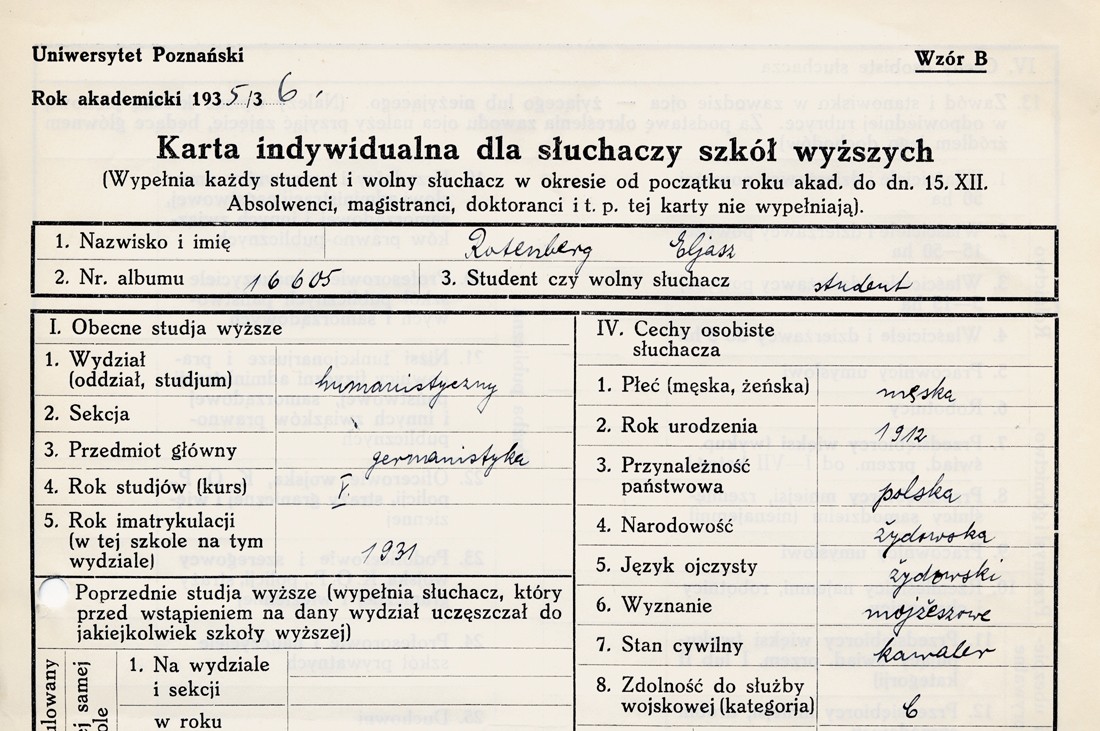 Uniwersytet Poznański
Wzór B
Rok akademicki 1935/36.
Karta indywidualna dla słuchaczy szkół wyższych
(Wypełnia każdy student i wolny słuchacz w okresie od początku roku akad. do dn. 15. XII.
Absolwenci, magistranci, doktoranci i t. p. tej karty nie wypełniają).
1. Nazwisko i imię Rotenberg Eljasz
2. Nr. albumu 16605 3. Student czy wolny słuchacz student
I. Obecne studja wyższe
1. Wydział
(oddział, studjum) humanistyczny
2. Sekcja
3. Przedmiot główny germanistyka
4. Rok studjów (kurs) V
5. Rok imatrykulacji
(w tej szkole na tym
wydziale) 1931
Poprzednie studja wyższe (wypełnia słuchacz, który
przed wstąpieniem na dany wydział uczęszczał do
jakiejkolwiek szkoły wyższej)
1. Na wydziale
i sekcji
w roku
ulowany
ej samej
ole
IV. Cechy osobiste
słuchacza
1. Płeć (męska, żeńska) męska
2. Rok urodzenia 1912
3. Przynależność
państwowa polska
4. Narodowość żydowska
5. Język ojczysty żydowski
6. Wyznanie mojżeszowe
7. Stan cywilny kawaler
8. Zdolność do służby
wojskowej (kategorja) C